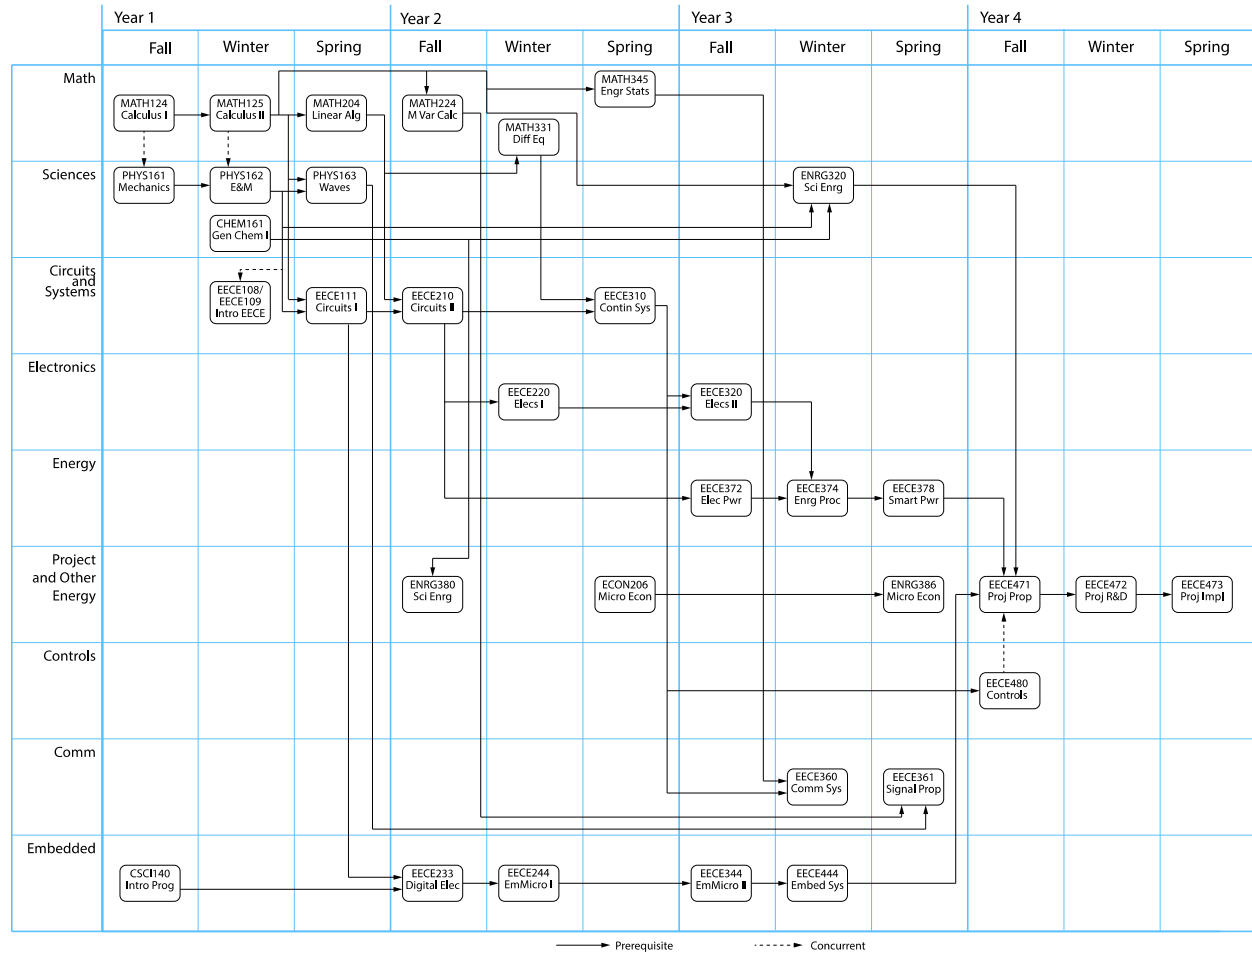 Year 1
Year 2
Year 3
Year 4
Fall
Winter
Spring
Fall
Winter
Spring
Fall
Winter
Spring
Fall
Winter
Spring
Math
MATH124
Calculus I
MATH125
Calculus II
MATH204
Linear Alg
MATH224
M Var Calc
MATH331
Diff Eq
MATH345
Engr Stats
Sciences
PHYS161
Mechanics
PHYS162
E&M
PHYS163
Waves
CHEM161
Gen Chem I
ENRG320
Sci Enrg
Circuits
and
Systems
EECE108/
EECE109
Intro EECE
EECE111
Circuits I
EECE210
Circuits II
EECE310
Contin Sys
Electronics
EECE220
Elecs I
EECE320
Elecs II
Energy
EECE372
Elec Pwr
EECE374
Enrg Proc
EECE378
Smart Pwr
Project
and Other
Energy
ENRG380
Sci Enrg
ECON206
Micro Econ
ENRG386
Micro Econ
EECE471
Proj Prop
EECE472
Proj R&D
EECE473
Proj Impl
Controls
EECE480
Controls
Comm
EECE360
Comm Sys
EECE361
Signal Prop
Embedded
CSCI140
Intro Prog
EECE233
Digital Elec
EECE244
EmMicro I
EECE344
EmMicro II
EECE444
Embed Sys
Prerequisite
Concurrent